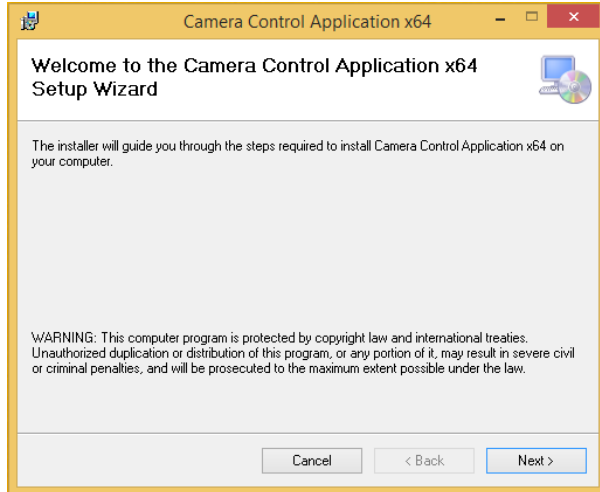 Camera Control Application x64
Welcome to the Camera Control Application x64
Setup Wizard
The installer will guide you through the steps required to install Camera Control Application x64 on
your computer.
WARNING: This computer program is protected by copyright law and international treaties.
Unauthorized duplication or distribution of this program, or any portion of it, may result in severe civil
or criminal penalties, and will be prosecuted to the maximum extent possible under the law.
Cancel < Back Next >